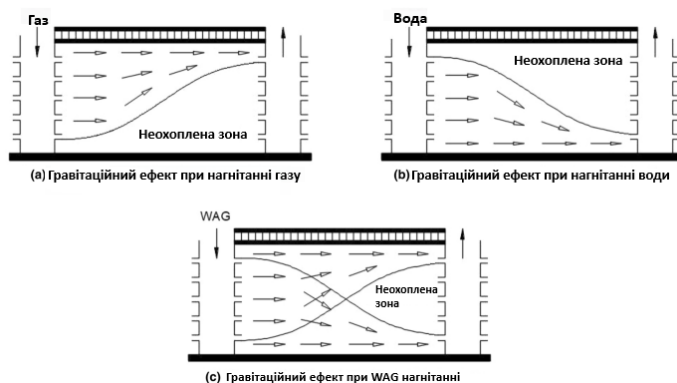 Газ
Неохоплена зона
(a) Гравітаційний ефект при нагнітанні газу
Вода
Неохоплена зона
(b) Гравітаційний ефект при нагнітанні води
WAG
Неохоплена
зона
(c) Гравітаційний ефект при WAG нагнітанні